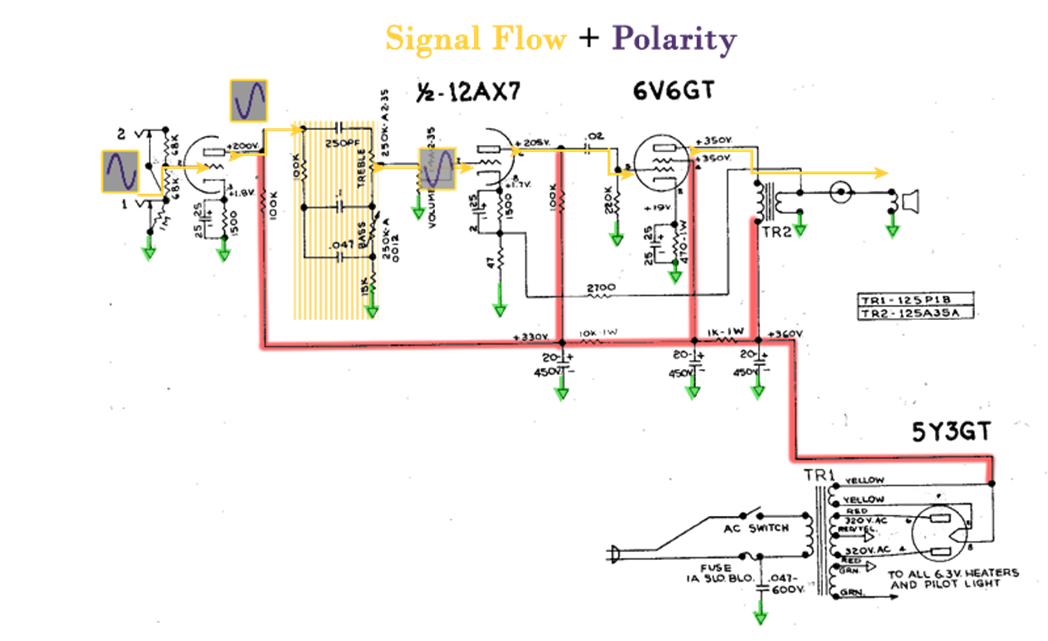 Signal Flow + Polarity
½-12AX7
6V6GT
2
68K
68K
1
1M
+200V.
+1.8V.
25
25
1500
100K
250PF
100K
TREBLE
250K-A 2-35
BASS
250K-A
0012
.047
15K
VOLUME
2-35
+205V.
+1.7V.
25
2
1500
47
.02
100K
220K
+350V.
+350V.
+19V
25
25
470-1W
TR2
2700
TR1-125P1B
TR2-125A35A
+330V.
10K-1W
1K-1W
+360V.
20-
450V.
20-
450V.
20-
450V.
5Y3GT
TR1
YELLOW
YELLOW
RED
320V.AC
RED/YEL.
320V.AC
RED
GRN.
GRN.
6
4
8
AC SWITCH
FUSE
1A SLO. BLO.
.047-
600V.
TO ALL 6.3V. HEATERS
AND PILOT LIGHT